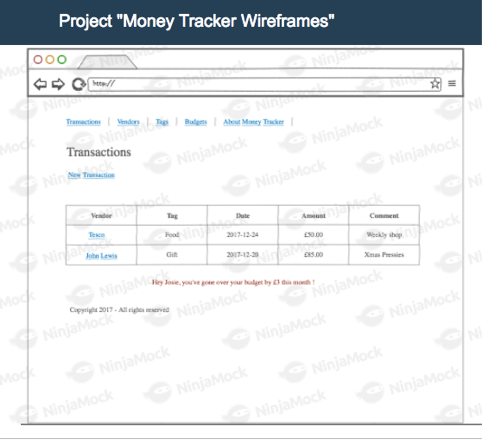 Project "Money Tracker Wireframes"
http://
Transactions | Vendors | Tags | Budgets | About Money Tracker |
Transactions
New Transaction
Vendor Tag Date Amount Comment
Tesco Food 2017-12-24 £50.00 Weekly shop
John Lewis Gift 2017-12-20 £85.00 Xmas Pressies
Hey Josie, you've gone over your budget by £3 this month !
Copyright 2017 - All rights reserved
NinjaMock